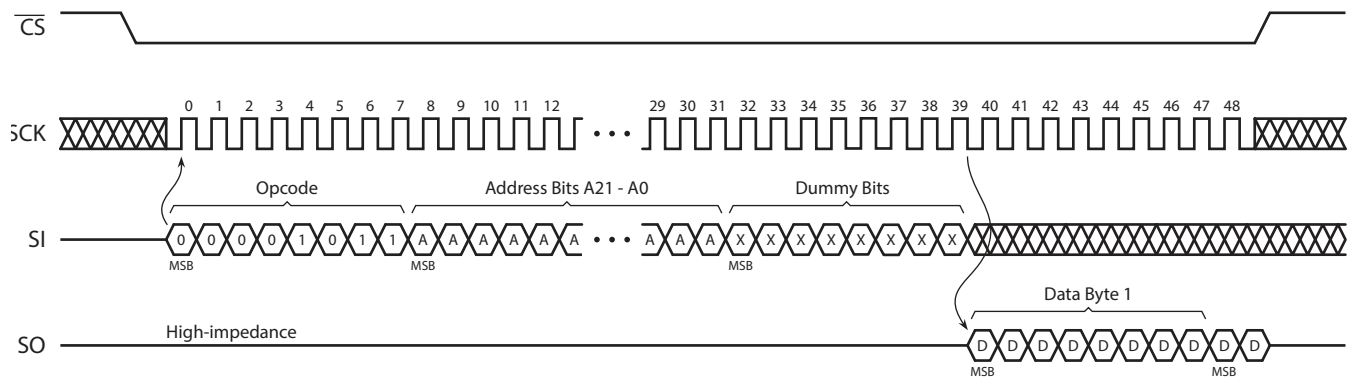 CS
0 1 2 3 4 5 6 7 8 9 10 11 12 29 30 31 32 33 34 35 36 37 38 39 40 41 42 43 44 45 46 47 48
SCK
Opcode Address Bits A21 - A0 Dummy Bits
SI 0 0 0 0 1 0 1 1 A A A A A A A A A X X X X X X X X
MSB MSB MSB
Data Byte 1
High-impedance
SO D D D D D D D D D D
MSB MSB